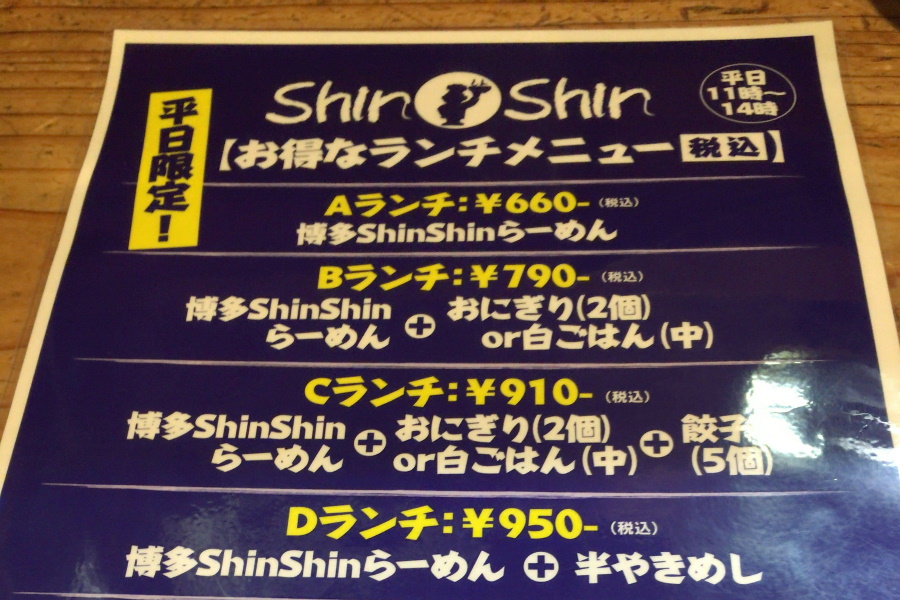 平日限定！
Shin Shin
平日
11時〜
14時
【お得なランチメニュー 税込】
Aランチ:¥660-（税込）
博多ShinShinらーめん
Bランチ:¥790-（税込）
博多ShinShin
らーめん
+
おにぎり(2個)
or白ごはん(中)
Cランチ:¥910-（税込）
博多ShinShin
らーめん
+
おにぎり(2個)
or白ごはん(中)
+
餃子
(5個)
Dランチ:¥950-（税込）
博多ShinShinらーめん + 半やきめし